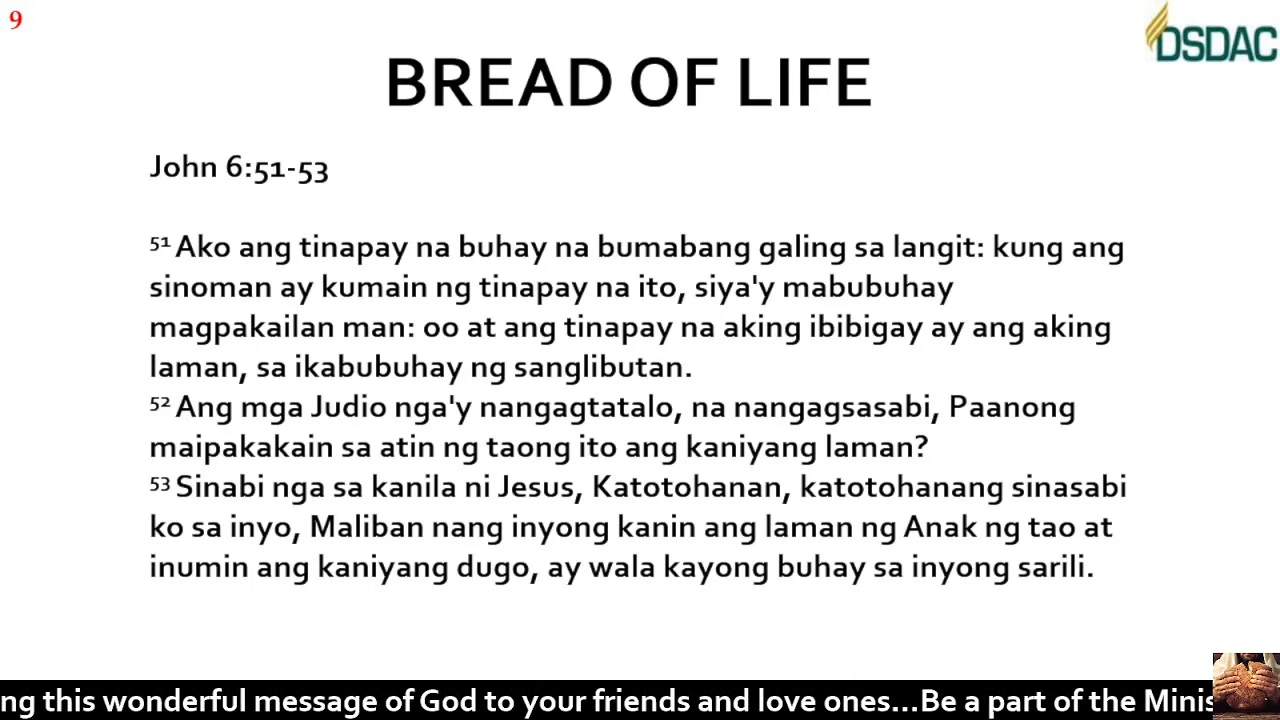 9
DSDAC
BREAD OF LIFE
John 6:51-53
51 Ako ang tinapay na buhay na bumabang galing sa langit: kung ang
sinoman ay kumain ng tinapay na ito, siya'y mabubuhay
magpakailan man: oo at ang tinapay na aking ibibigay ay ang aking
laman, sa ikabubuhay ng sanglibutan.
52 Ang mga Judio nga'y nangagtatalo, na nangagsasabi, Paanong
maipakakain sa atin ng taong ito ang kaniyang laman?
53 Sinabi nga sa kanila ni Jesus, Katotohanan, katotohanang sinasabi
ko sa inyo, Maliban nang inyong kanin ang laman ng Anak ng tao at
inumin ang kaniyang dugo, ay wala kayong buhay sa inyong sarili.
ng this wonderful message of God to your friends and love ones...Be a part of the Minis